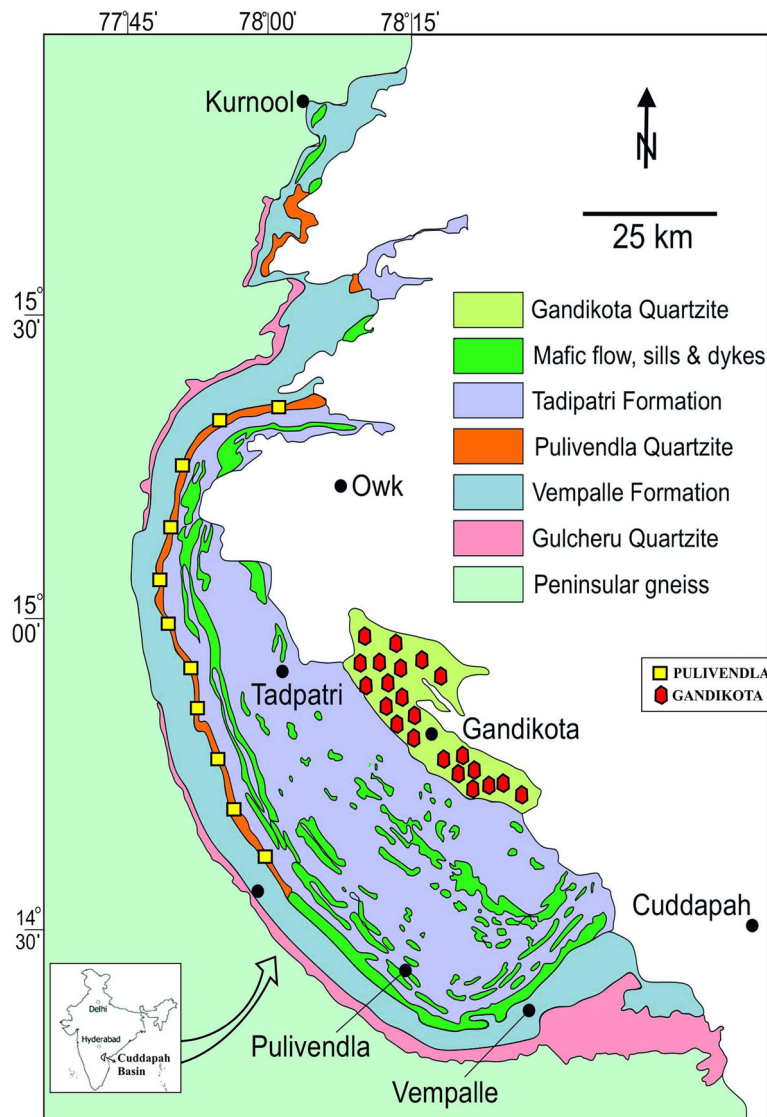 77°45' 78°00' 78°15'
Kurnool
N
25 km
15°
30'
Gandikota Quartzite
Mafic flow, sills & dykes
Tadipatri Formation
Pulivendla Quartzite
Vempalle Formation
Gulcheru Quartzite
Peninsular gneiss
Owk
15°
00'
PULIVENDLA
GANDIKOTA
Tadpatri
Gandikota
Cuddapah
14°
30'
Delhi
Hyderabad
Cuddapah
Basin
Pulivendla
Vempalle